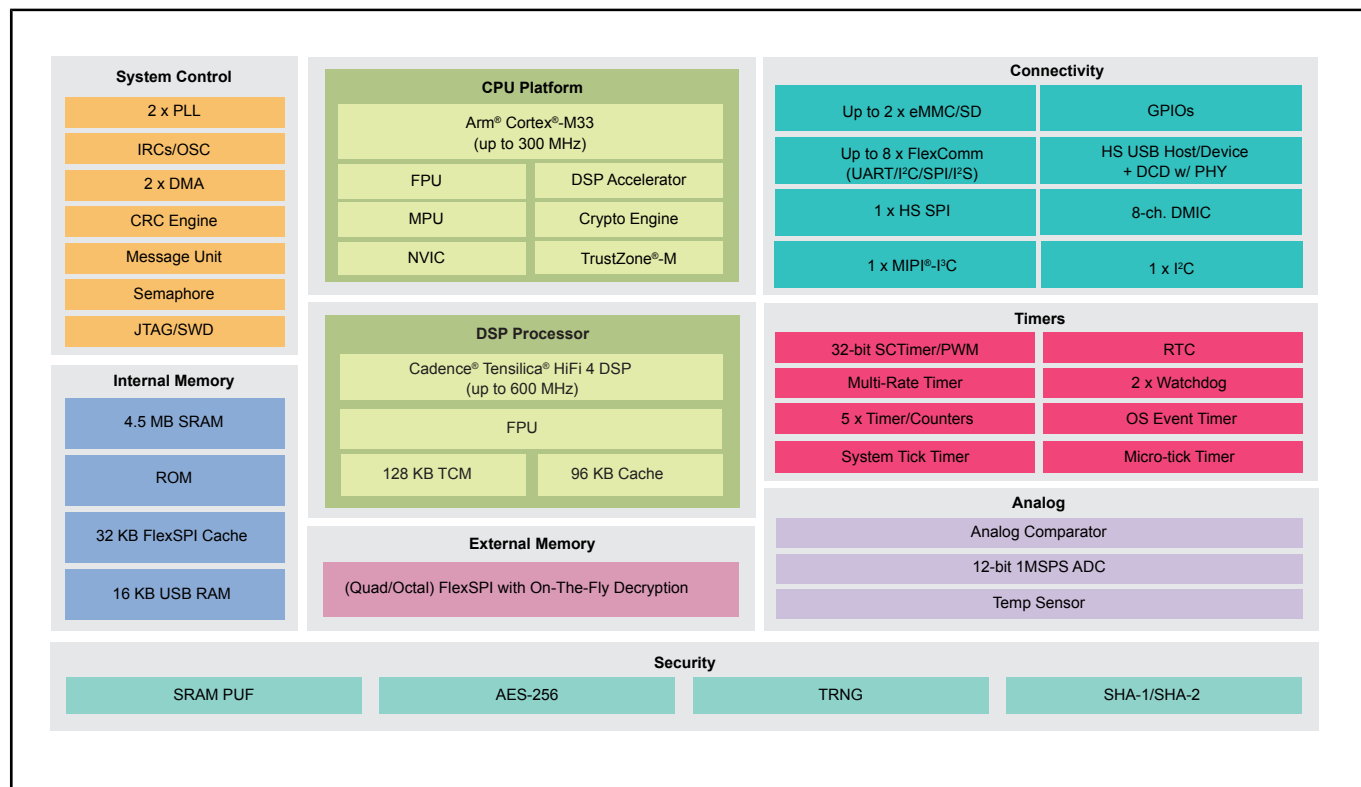 System Control
2 x PLL
IRCs/OSC
2 x DMA
CRC Engine
Message Unit
Semaphore
JTAG/SWD
Internal Memory
4.5 MB SRAM
ROM
32 KB FlexSPI Cache
16 KB USB RAM
CPU Platform
Arm® Cortex®-M33
(up to 300 MHz)
FPU
DSP Accelerator
MPU
Crypto Engine
NVIC
TrustZone®-M
DSP Processor
Cadence® Tensilica® HiFi 4 DSP
(up to 600 MHz)
FPU
128 KB TCM
96 KB Cache
External Memory
(Quad/Octal) FlexSPI with On-The-Fly Decryption
Connectivity
Up to 2 x eMMC/SD
GPIOs
Up to 8 x FlexComm
(UART/I²C/SPI/I²S)
HS USB Host/Device
+ DCD w/ PHY
1 x HS SPI
8-ch. DMIC
1 x MIPI®-I³C
1 x I²C
Timers
32-bit SCTimer/PWM
RTC
Multi-Rate Timer
2 x Watchdog
5 x Timer/Counters
OS Event Timer
System Tick Timer
Micro-tick Timer
Analog
Analog Comparator
12-bit 1MSPS ADC
Temp Sensor
Security
SRAM PUF
AES-256
TRNG
SHA-1/SHA-2